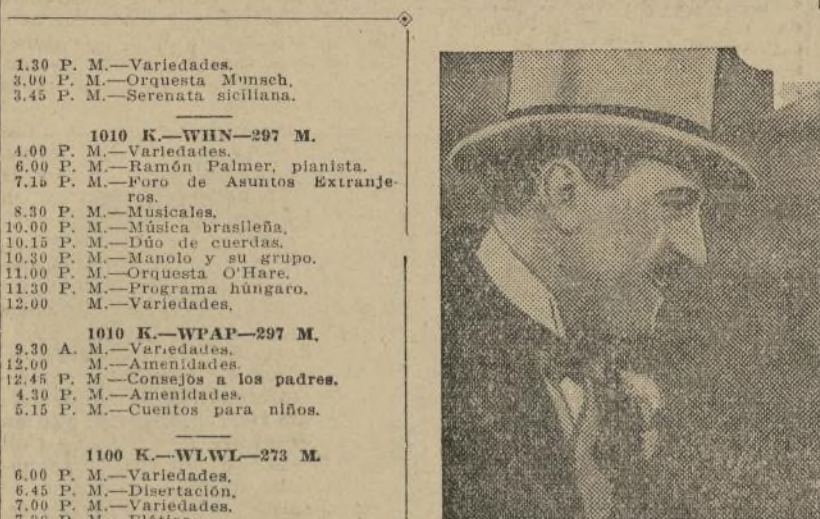 1.30 P. M.—Variedades.
3.00 P. M.—Orquesta Munsch,
3.45 P. M.—Serenata siciliana.
1010 K.—WHN—297 M.
4.00 P. M.—Variedades.
6.00 P. M.—Ramón Palmer, pianista.
7.15 P. M.—Foro de Asuntos Extranje-
ros.
8.30 P. M.—Musicales,
10.00 P. M.—Música brasileña,
10.15 P. M.—Dúo de cuerdas.
10.30 P. M.—Manolo y su grupo.
11.00 P. M.—Orquesta O'Hare.
11.30 P. M.—Programa húngaro.
12.00 M.—Variedades,
1010 K.—WPAP—297 M.
9.30 A. M.—Variedades.
12.00 M.—Amenidades.
12.45 P. M —Consejos a los padres.
4.30 P. M.—Amenidades.
5.15 P. M.—Cuentos para niños.
1100 K.—WLWL—273 M.
6.00 P. M.—Variedades,
6.45 P. M.—Disertación,
7.00 P. M.—Variedades,